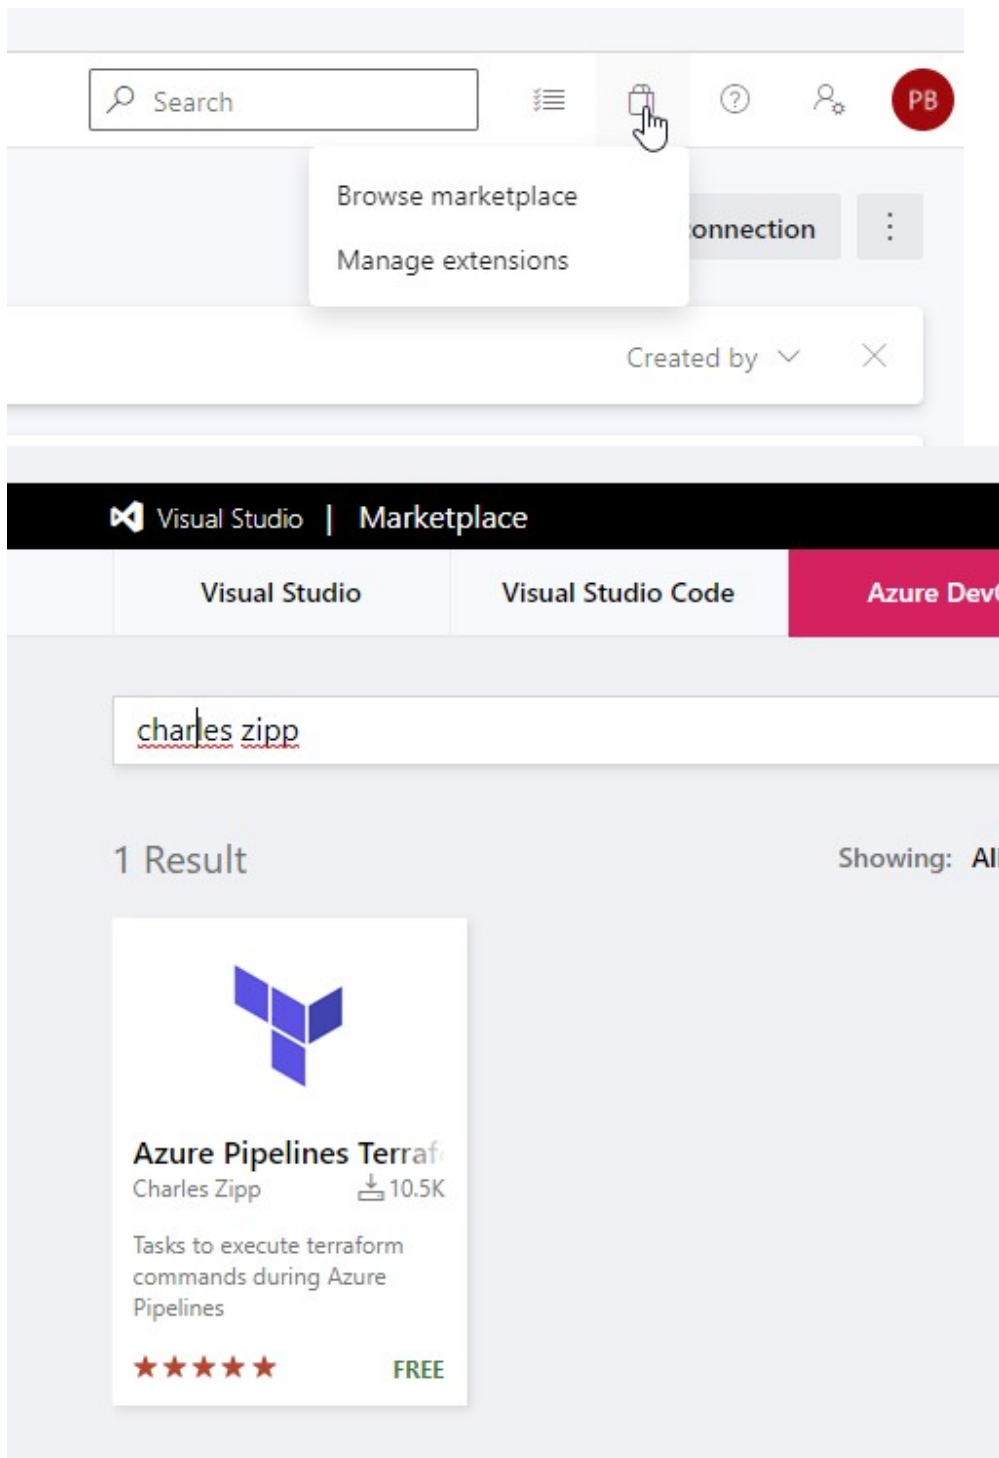 Search
PB
Browse marketplace
onnection
Manage extensions
Created by
Visual Studio | Marketplace
Visual Studio
Visual Studio Code
Azure Dev
charles zipp
1 Result
Showing: All
Azure Pipelines Terraf
Charles Zipp
10.5K
Tasks to execute terraform
commands during Azure
Pipelines
FREE